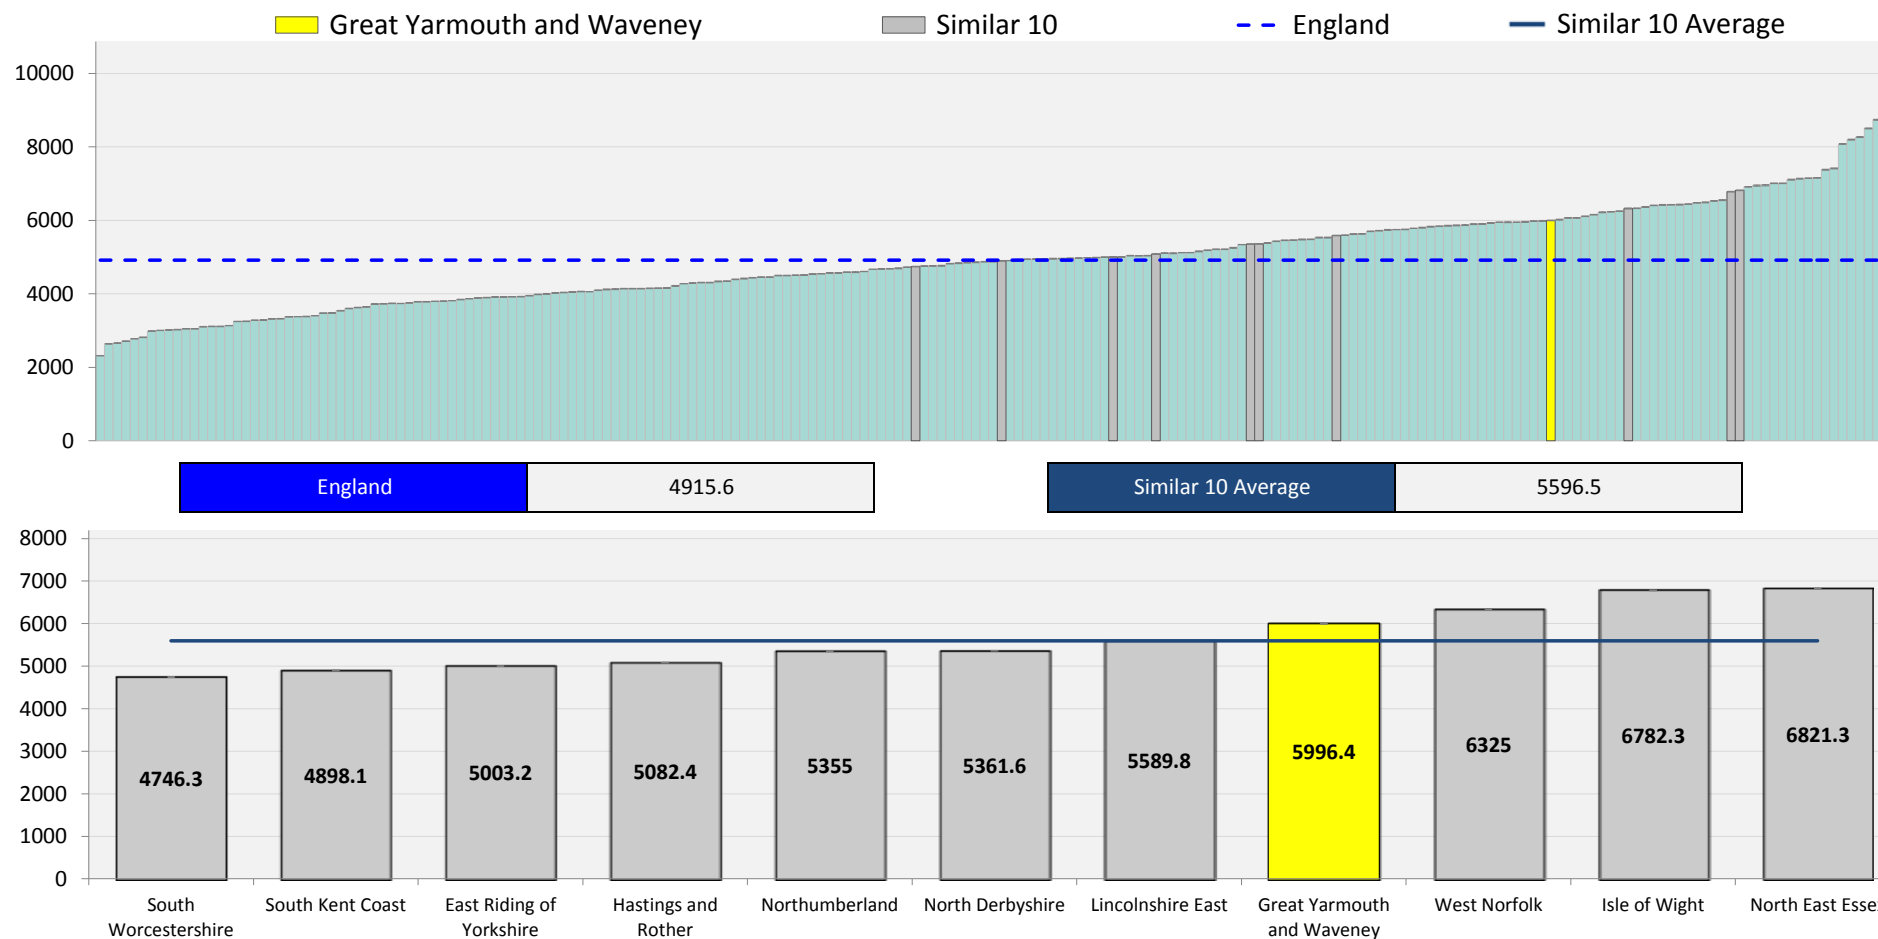 Great Yarmouth and Waveney Similar 10 England Similar 10 Average
10000
8000
6000
4000
2000
0
England 4915.6 Similar 10 Average 5596.5
8000
7000
6000
5000
4000
3000
2000
1000
0
4746.3 4898.1 5003.2 5082.4 5355 5361.6 5589.8 5996.4 6325 6782.3 6821.3
South
Worcestershire
South Kent Coast
East Riding of
Yorkshire
Hastings and
Rother
Northumberland
North Derbyshire
Lincolnshire East
Great Yarmouth
and Waveney
West Norfolk
Isle of Wight
North East Esse